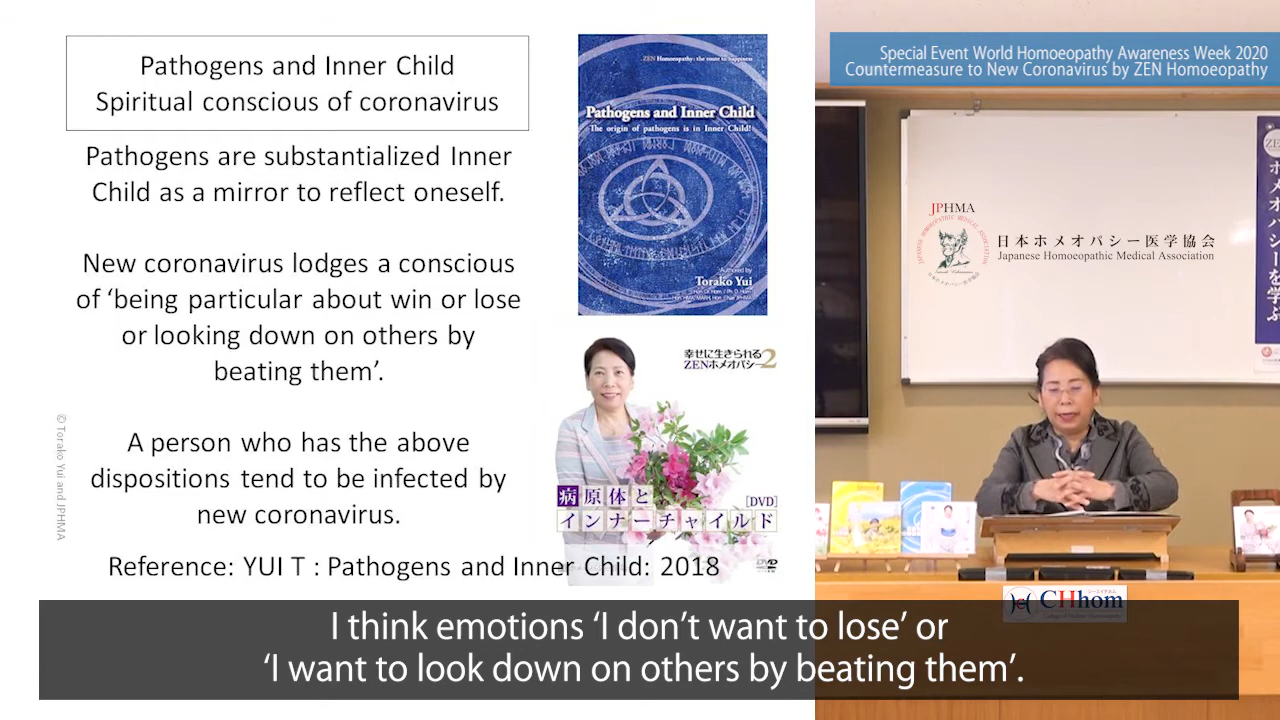 Pathogens and Inner Child
Spiritual conscious of coronavirus
Pathogens are substantialized Inner
Child as a mirror to reflect oneself.
New coronavirus lodges a conscious
of ‘being particular about win or lose
or looking down on others by
beating them’.
A person who has the above
dispositions tend to be infected by
new coronavirus.
Reference: YUI T : Pathogens and Inner Child: 2018
© Torako Yui and JPHMA
ZEN Homoeopathy: the route to happiness
Pathogens and Inner Child
The origin of pathogens is in Inner Child!
Authored by
Torako Yui
幸せに生きられる
ZENホメオパシー2
病原体と
[DVD]
インナーチャイルド
DVD
Special Event World Homoeopathy Awareness Week 2020
Countermeasure to New Coronavirus by ZEN Homoeopathy
JPHMA
日本ホメオパシー医学協会
Japanese Homoeopathic Medical Association
ホメオパシーを学ぶ
CHhom
I think emotions ‘I don’t want to lose’ or
‘I want to look down on others by beating them’.